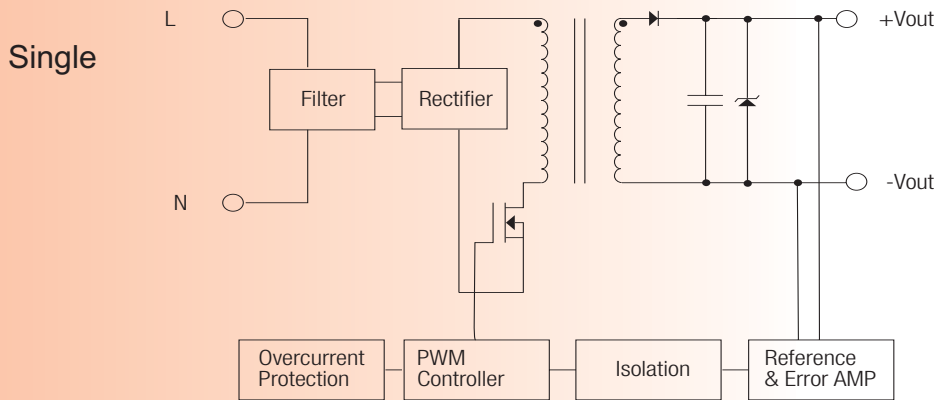 L
+Vout
Single
Filter
Rectifier
N
-Vout
Overcurrent
Protection
PWM
Controller
Isolation
Reference
& Error AMP